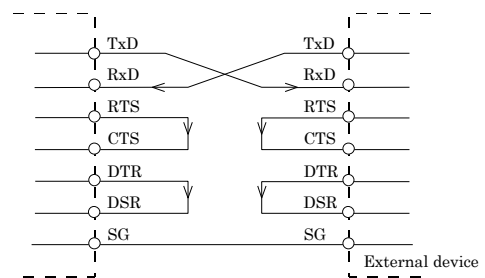 TxD TxD
RxD RxD
RTS RTS
CTS CTS
DTR DTR
DSR DSR
SG SG
External device